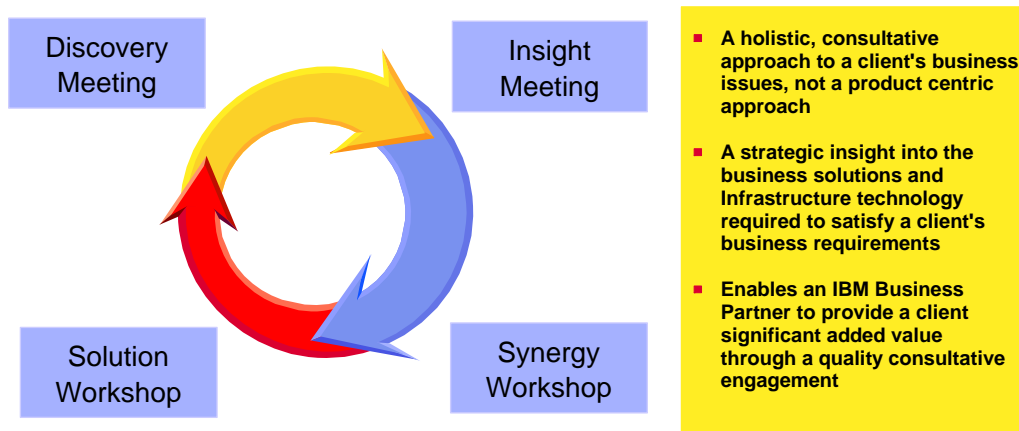 Discovery
Meeting
Insight
Meeting
Solution
Workshop
Synergy
Workshop
A holistic, consultative
approach to a client's business
issues, not a product centric
approach
A strategic insight into the
business solutions and
Infrastructure technology
required to satisfy a client's
business requirements
Enables an IBM Business
Partner to provide a client
significant added value
through a quality consultative
engagement